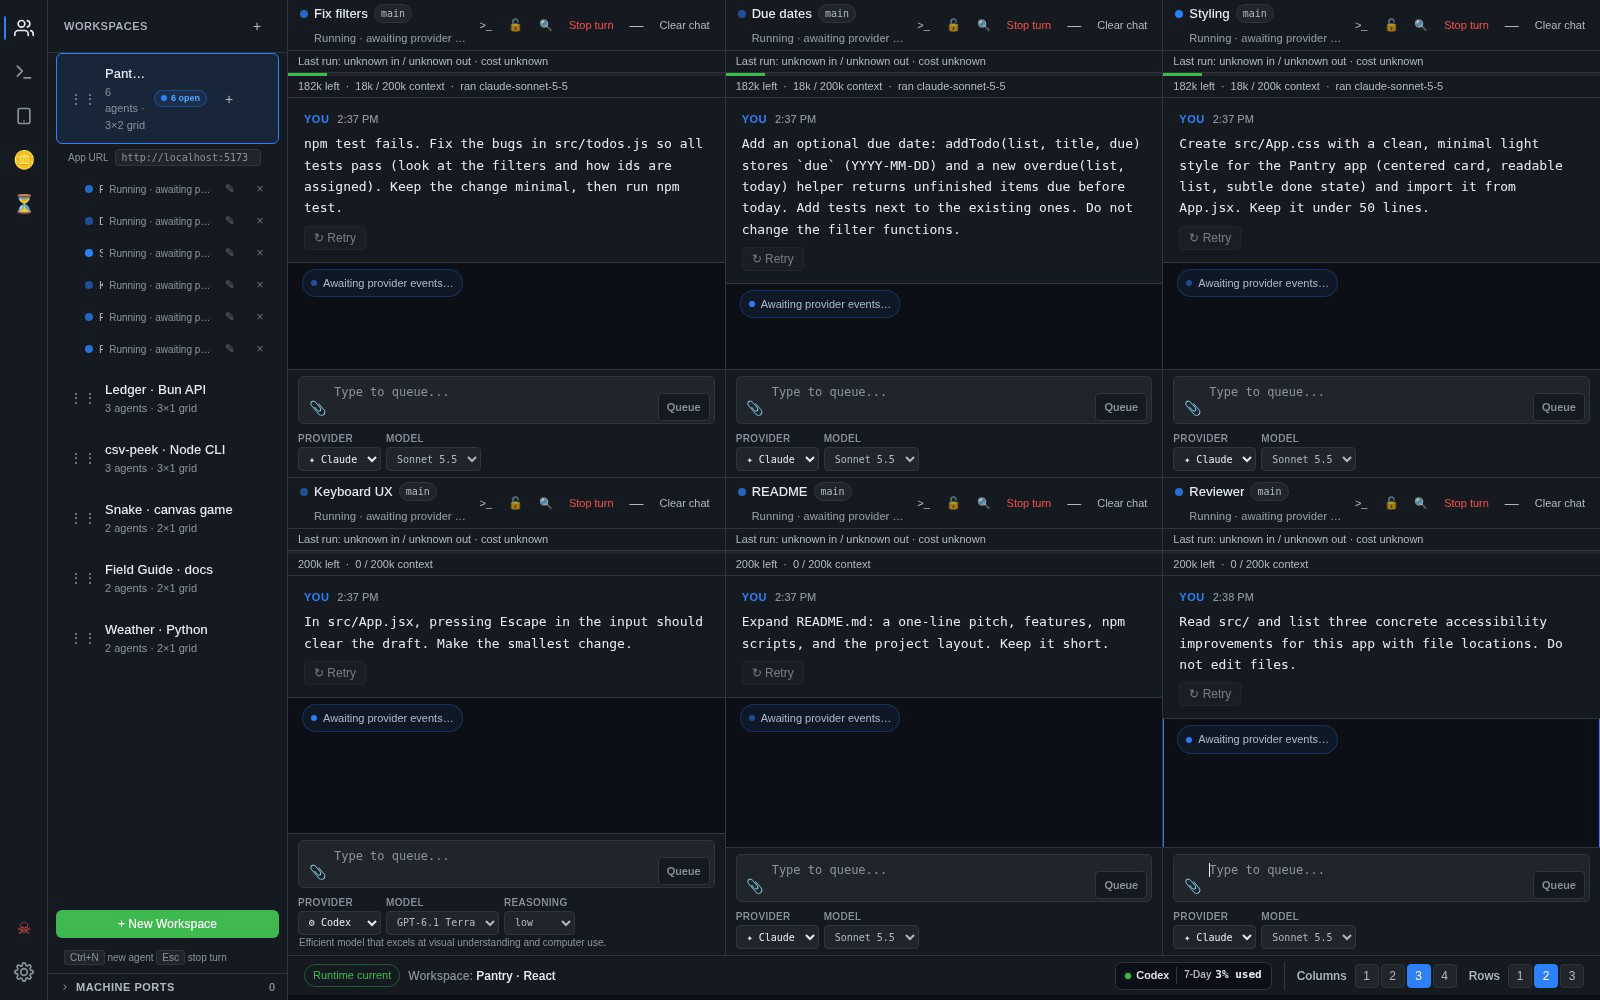 WORKSPACES +
Pant…
6 agents · 3×2 grid
6 open +
App URL http://localhost:5173
Running · awaiting p… ✎ ×
Running · awaiting p… ✎ ×
Running · awaiting p… ✎ ×
Running · awaiting p… ✎ ×
Running · awaiting p… ✎ ×
Running · awaiting p… ✎ ×
Ledger · Bun API
3 agents · 3×1 grid
csv-peek · Node CLI
3 agents · 3×1 grid
Snake · canvas game
2 agents · 2×1 grid
Field Guide · docs
2 agents · 2×1 grid
Weather · Python
2 agents · 2×1 grid
+ New Workspace
Ctrl+N new agent Esc stop turn
MACHINE PORTS 0
Fix filters main
Running · awaiting provider …
>_ Stop turn — Clear chat
Last run: unknown in / unknown out · cost unknown
182k left · 18k / 200k context · ran claude-sonnet-5-5
YOU 2:37 PM
npm test fails. Fix the bugs in src/todos.js so all
tests pass (look at the filters and how ids are
assigned). Keep the change minimal, then run npm
test.
↻ Retry
Awaiting provider events…
Type to queue...
Queue
PROVIDER MODEL
✦ Claude Sonnet 5.5
Due dates main
Running · awaiting provider …
>_ Stop turn — Clear chat
Last run: unknown in / unknown out · cost unknown
182k left · 18k / 200k context · ran claude-sonnet-5-5
YOU 2:37 PM
Add an optional due date: addTodo(list, title, due)
stores `due` (YYYY-MM-DD) and a new overdue(list,
today) helper returns unfinished items due before
today. Add tests next to the existing ones. Do not
change the filter functions.
↻ Retry
Awaiting provider events…
Type to queue...
Queue
PROVIDER MODEL
✦ Claude Sonnet 5.5
Styling main
Running · awaiting provider …
>_ Stop turn — Clear chat
Last run: unknown in / unknown out · cost unknown
182k left · 18k / 200k context · ran claude-sonnet-5-5
YOU 2:37 PM
Create src/App.css with a clean, minimal light
style for the Pantry app (centered card, readable
list, subtle done state) and import it from
App.jsx. Keep it under 50 lines.
↻ Retry
Awaiting provider events…
Type to queue...
Queue
PROVIDER MODEL
✦ Claude Sonnet 5.5
Keyboard UX main
Running · awaiting provider …
>_ Stop turn — Clear chat
Last run: unknown in / unknown out · cost unknown
200k left · 0 / 200k context
YOU 2:37 PM
In src/App.jsx, pressing Escape in the input should
clear the draft. Make the smallest change.
↻ Retry
Awaiting provider events…
Type to queue...
Queue
PROVIDER MODEL REASONING
Codex GPT-6.1 Terra low
Efficient model that excels at visual understanding and computer use.
README main
Running · awaiting provider …
>_ Stop turn — Clear chat
Last run: unknown in / unknown out · cost unknown
200k left · 0 / 200k context
YOU 2:37 PM
Expand README.md: a one-line pitch, features, npm
scripts, and the project layout. Keep it short.
↻ Retry
Awaiting provider events…
Type to queue...
Queue
PROVIDER MODEL
✦ Claude Sonnet 5.5
Reviewer main
Running · awaiting provider …
>_ Stop turn — Clear chat
Last run: unknown in / unknown out · cost unknown
200k left · 0 / 200k context
YOU 2:38 PM
Read src/ and list three concrete accessibility
improvements for this app with file locations. Do
not edit files.
↻ Retry
Awaiting provider events…
Type to queue...
Queue
PROVIDER MODEL
✦ Claude Sonnet 5.5
Runtime current Workspace: Pantry · React
Codex 7-Day 3% used Columns 1 2 3 4 Rows 1 2 3